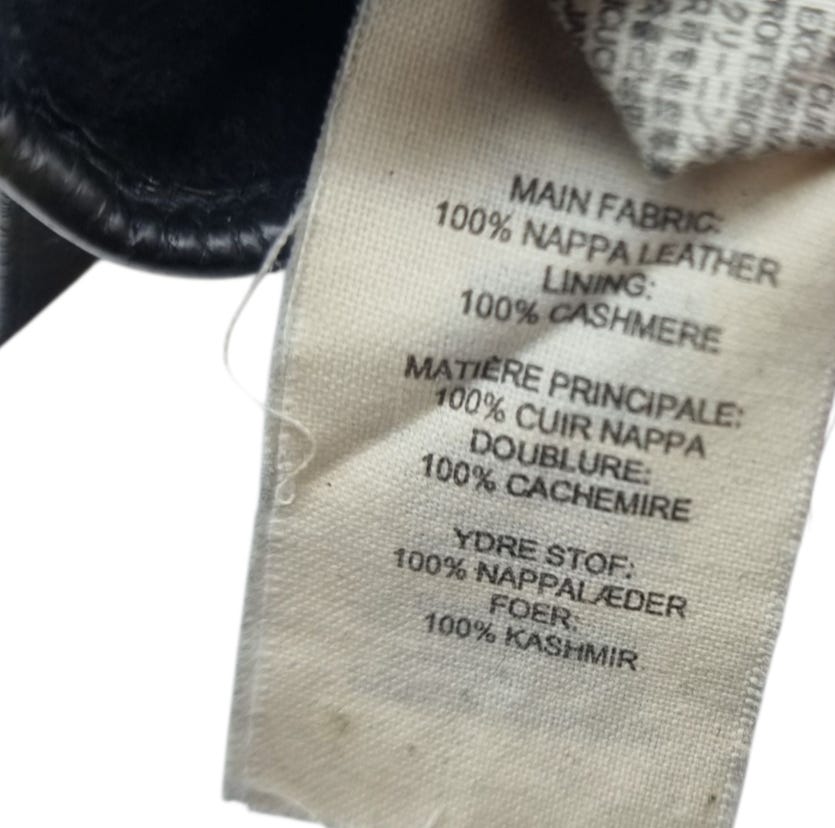 MAIN FABRIC:
100% NAPPA LEATHER
LINING:
100% CASHMERE
MATIÈRE PRINCIPALE:
100% CUIR NAPPA
DOUBLURE:
100% CACHEMIRE
YDRE STOF:
100% NAPPALÆDER
FOER:
100% KASHMIR